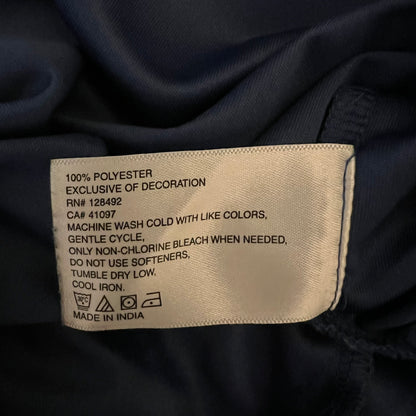 100% POLYESTER
EXCLUSIVE OF DECORATION
RN# 128492
CA# 41097
MACHINE WASH COLD WITH LIKE COLORS,
GENTLE CYCLE,
ONLY NON-CHLORINE BLEACH WHEN NEEDED,
DO NOT USE SOFTENERS,
TUMBLE DRY LOW.
COOL IRON.
30°C
MADE IN INDIA